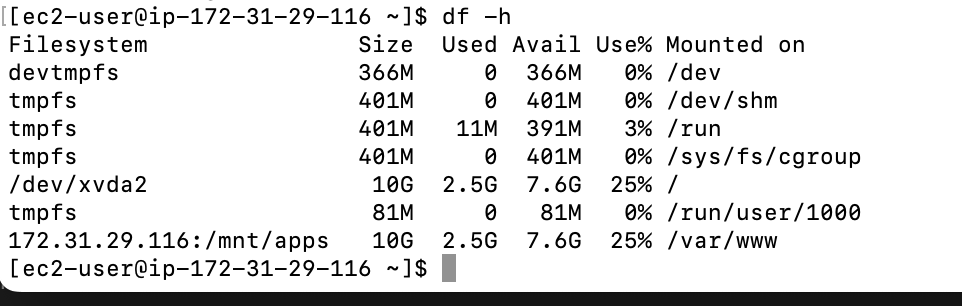 [[ec2-user@ip-172-31-29-116 ~]$ df -h
Filesystem Size Used Avail Use% Mounted on
devtmpfs 366M 0 366M 0% /dev
tmpfs 401M 0 401M 0% /dev/shm
tmpfs 401M 11M 391M 3% /run
tmpfs 401M 0 401M 0% /sys/fs/cgroup
/dev/xvda2 10G 2.5G 7.6G 25% /
tmpfs 81M 0 81M 0% /run/user/1000
172.31.29.116:/mnt/apps 10G 2.5G 7.6G 25% /var/www
[ec2-user@ip-172-31-29-116 ~]$